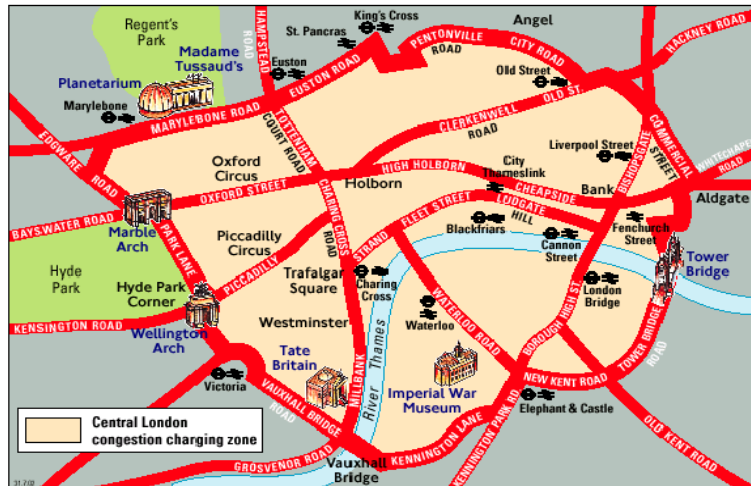 King's Cross
Angel
Regent's
Park
St. Pancras
HAMPSTEAD
ROAD
PENTONVILLE
ROAD
CITY ROAD
HACKNEY ROAD
Madame
Tussaud's
Euston
EUSTON ROAD
Old Street
Planetarium
Marylebone
MARYLEBONE ROAD
TOTTENHAM
COURT ROAD
CLERKENWELL
ROAD
OLD ST.
COMMERCIAL
STREET
EDGWARE
ROAD
Oxford
Circus
Liverpool Street
BISHOPSGATE
WHITECHAPEL
ROAD
City
Thameslink
HIGH HOLBORN
CHEAPSIDE
Bank
Aldgate
Holborn
OXFORD STREET
BAYSWATER ROAD
Marble
Arch
PARK LANE
CHARING CROSS
ROAD
FLEET STREET
LUDGATE
HILL
Blackfriars
Cannon
Street
Fenchurch
Street
Piccadilly
Circus
PICCADILLY
STRAND
Trafalgar
Square
Charing
Cross
Tower
Bridge
Hyde
Park
Hyde Park
Corner
London
Bridge
KENSINGTON ROAD
Wellington
Arch
Westminster
Waterloo
WATERLOO ROAD
BOROUGH HIGH ST.
TOWER BRIDGE
ROAD
Tate
Britain
MILLBANK
River Thames
Imperial War
Museum
NEW KENT ROAD
Victoria
VAUXHALL BRIDGE
ROAD
Elephant & Castle
KENNINGTON PARK RD
OLD KENT ROAD
KENNINGTON LANE
Central London
congestion charging zone
GROSVENOR ROAD
Vauxhall
Bridge
31.7.02